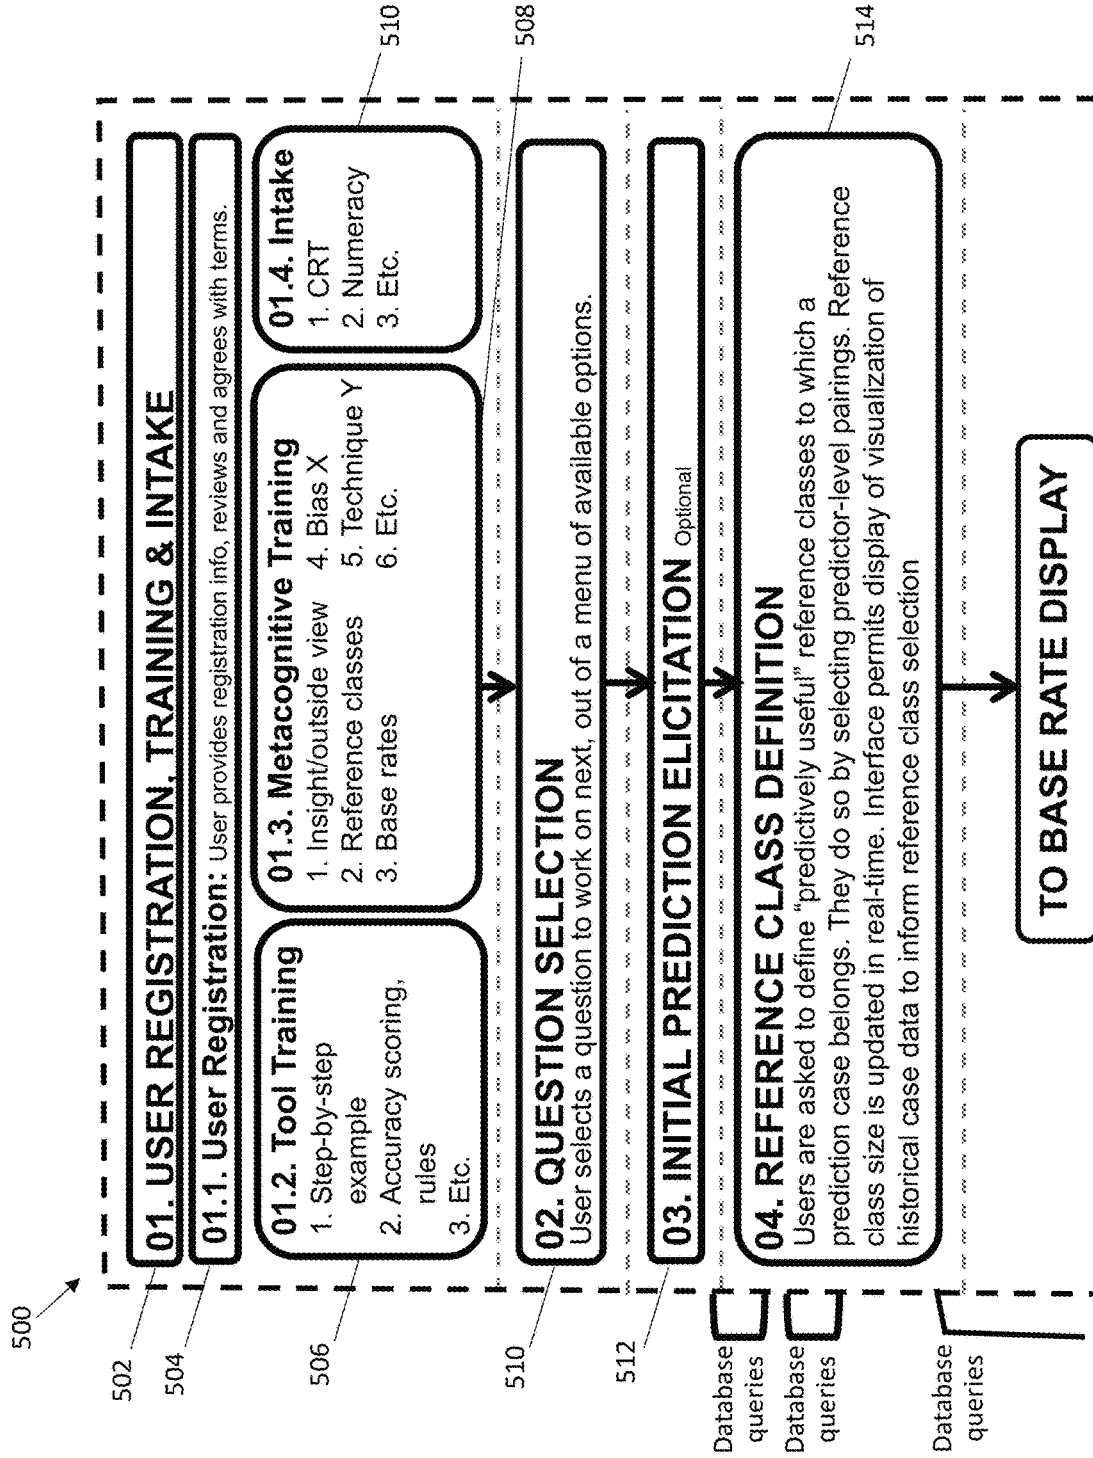 500
502
01. USER REGISTRATION, TRAINING & INTAKE
504
01.1. User Registration: User provides registration info, reviews and agrees with terms.
506
01.2. Tool Training
1. Step-by-step
example
2. Accuracy scoring,
rules
3. Etc.
01.3. Metacognitive Training
1. Insight/outside view
2. Reference classes
3. Base rates
4. Bias X
5. Technique Y
6. Etc.
01.4. Intake
1. CRT
2. Numeracy
3. Etc.
510
508
510
02. QUESTION SELECTION
User selects a question to work on next, out of a menu of available options.
512
03. INITIAL PREDICTION ELICITATION Optional
Database
queries
Database
queries
04. REFERENCE CLASS DEFINITION
Users are asked to define “predictively useful” reference classes to which a
prediction case belongs. They do so by selecting predictor-level pairings. Reference
class size is updated in real-time. Interface permits display of visualization of
historical case data to inform reference class selection
514
Database
queries
TO BASE RATE DISPLAY